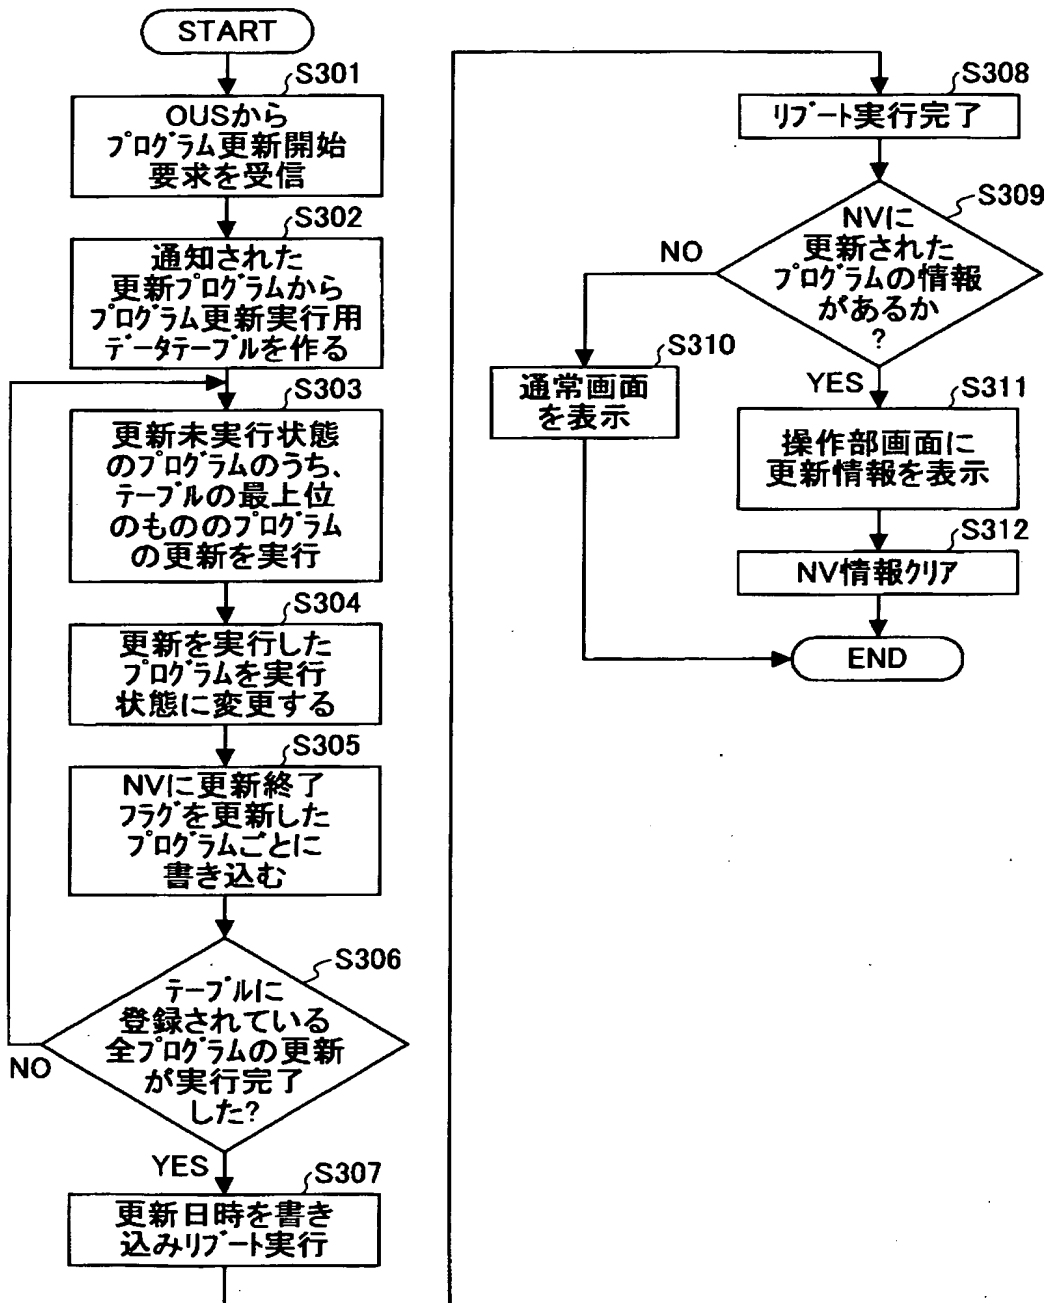 START
S301
OUSから
プログラム更新開始
要求を受信
S302
通知された
更新プログラムから
プログラム更新実行用
データテーブルを作る
S303
更新未実行状態
のプログラムのうち、
テーブルの最上位
のもののプログラム
の更新を実行
S304
更新を実行した
プログラムを実行
状態に変更する
S305
NVに更新終了
フラグを更新した
プログラムごとに
書き込む
S306
テーブルに
登録されている
全プログラムの更新
が実行完了
した?
NO
YES
S307
更新日時を書き
込みリブート実行
S308
リブート実行完了
S309
NVに
更新された
プログラムの情報
があるか
?
NO
S310
通常画面
を表示
YES
S311
操作部画面に
更新情報を表示
S312
NV情報クリア
END